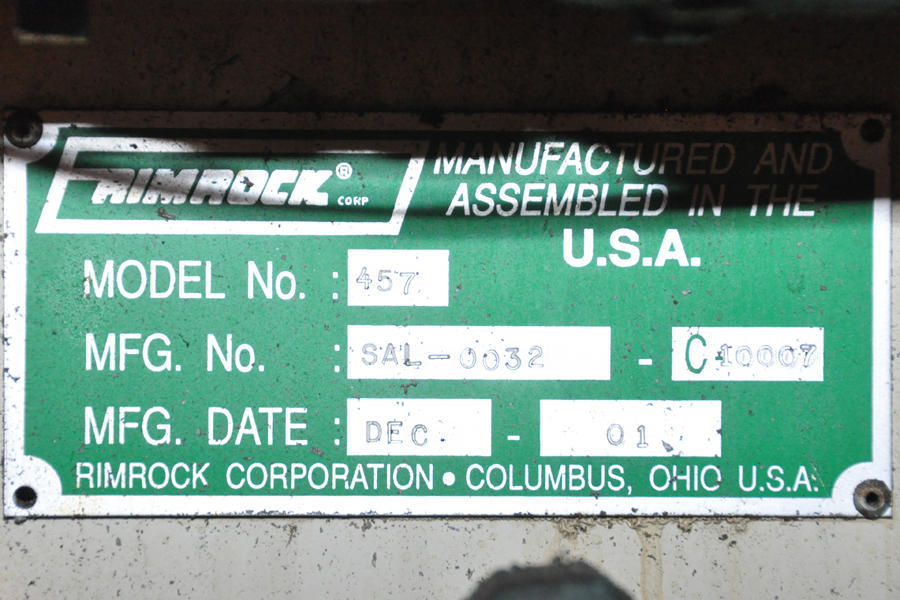 RIMROCK® CORP
MANUFACTURED AND
ASSEMBLED IN THE
U.S.A.
MODEL No. : 457
MFG. No. : SAL-0032 - C-10007
MFG. DATE : DEC. - 01
RIMROCK CORPORATION • COLUMBUS, OHIO U.S.A.